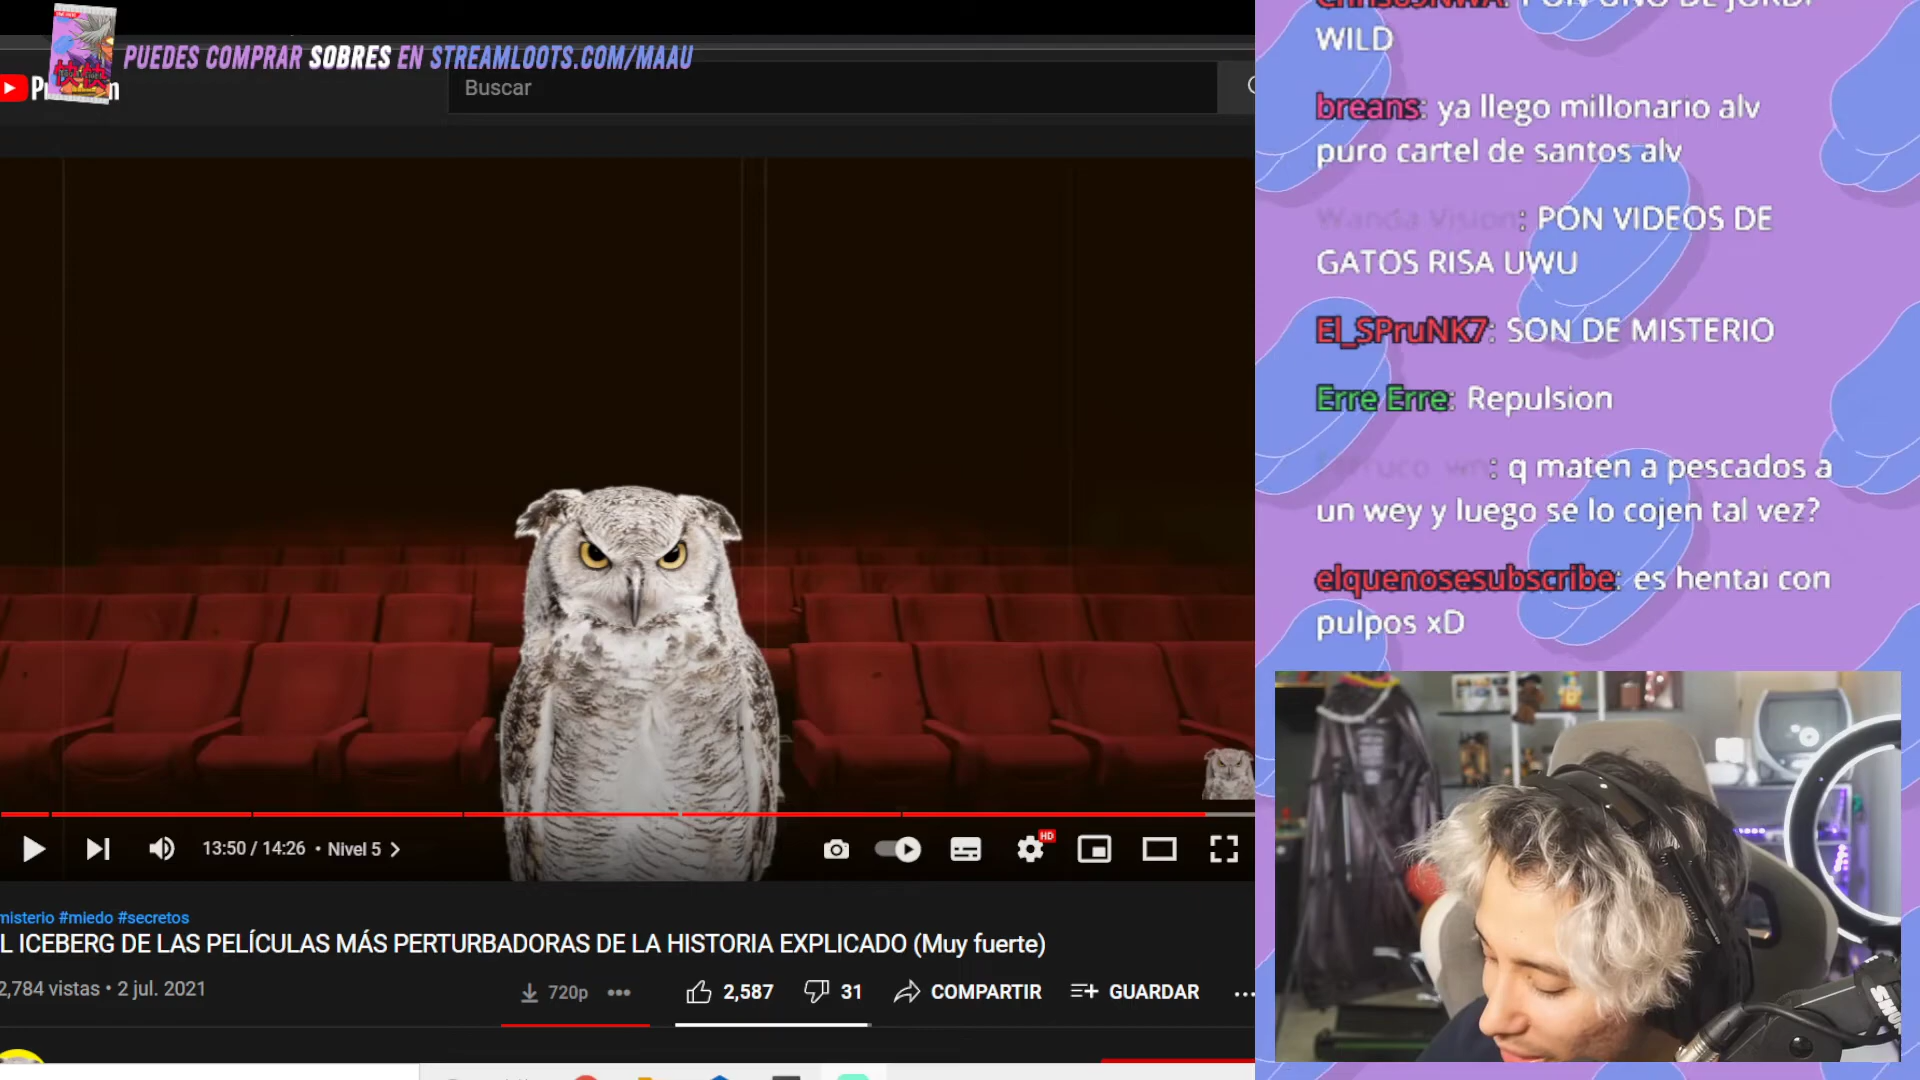 PUEDES COMPRAR SOBRES EN STREAMLOOTS.COM/MAAU
Buscar
13:50 / 14:26 • Nivel 5
HD
misterio #miedo #secretos
L ICEBERG DE LAS PELÍCULAS MÁS PERTURBADORAS DE LA HISTORIA EXPLICADO (Muy fuerte)
2,784 vistas • 2 jul. 2021
720p
2,587
31
COMPARTIR
GUARDAR
WILD
breans: ya llego millonario alv
puro cartel de santos alv
Wanda Vision: PON VIDEOS DE
GATOS RISA UWU
El_SPruNK7: SON DE MISTERIO
Erre Erre: Repulsion
: q maten a pescados a
un wey y luego se lo cojen tal vez?
elquenosesubscribe: es hentai con
pulpos xD